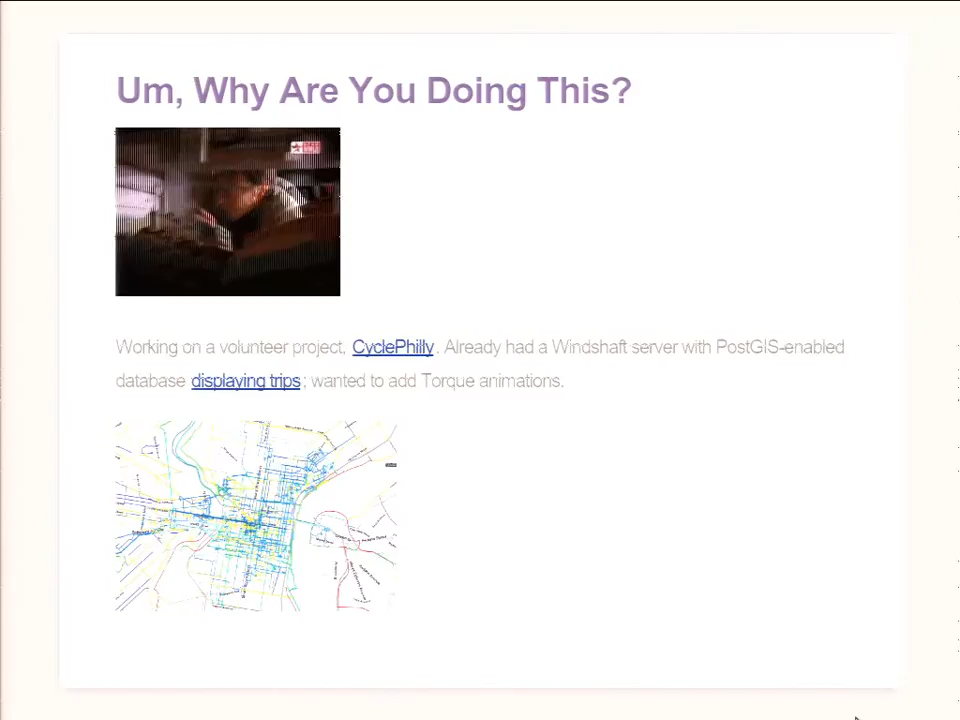 Um, Why Are You Doing This?
Working on a volunteer project, CyclePhilly. Already had a Windshaft server with PostGIS-enabled
database displaying trips; wanted to add Torque animations.